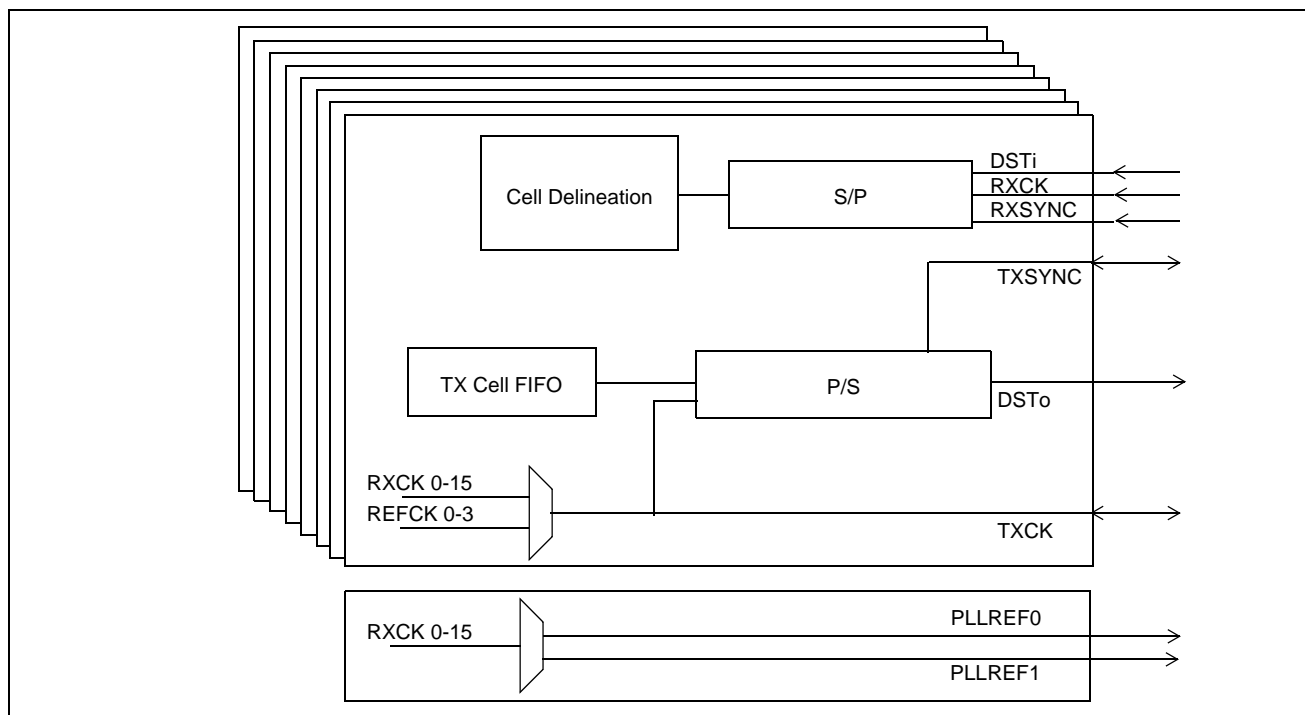 DSTi
Cell Delineation
S/P
RXCK
RXSYNC
TXSYNC
TX Cell FIFO
P/S
DSTo
RXCK 0-15
REFCK 0-3
TXCK
PLLREF0
RXCK 0-15
PLLREF1